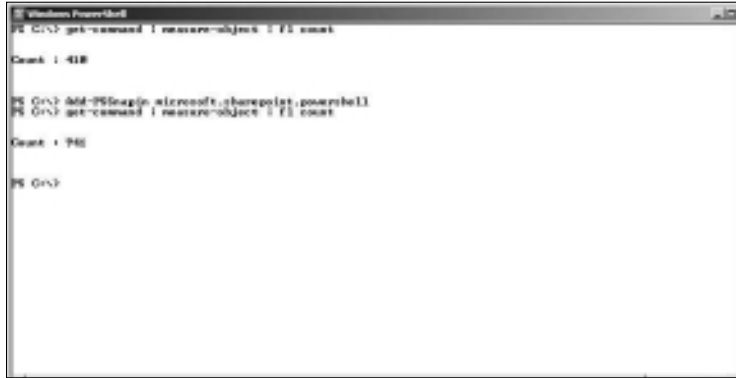 Windows PowerShell
PS C:\> get-command | measure-object | fl count
Count : 410
PS C:\> Add-PSSnapin microsoft.sharepoint.powershell
PS C:\> get-command | measure-object | fl count
Count : 941
PS C:\>